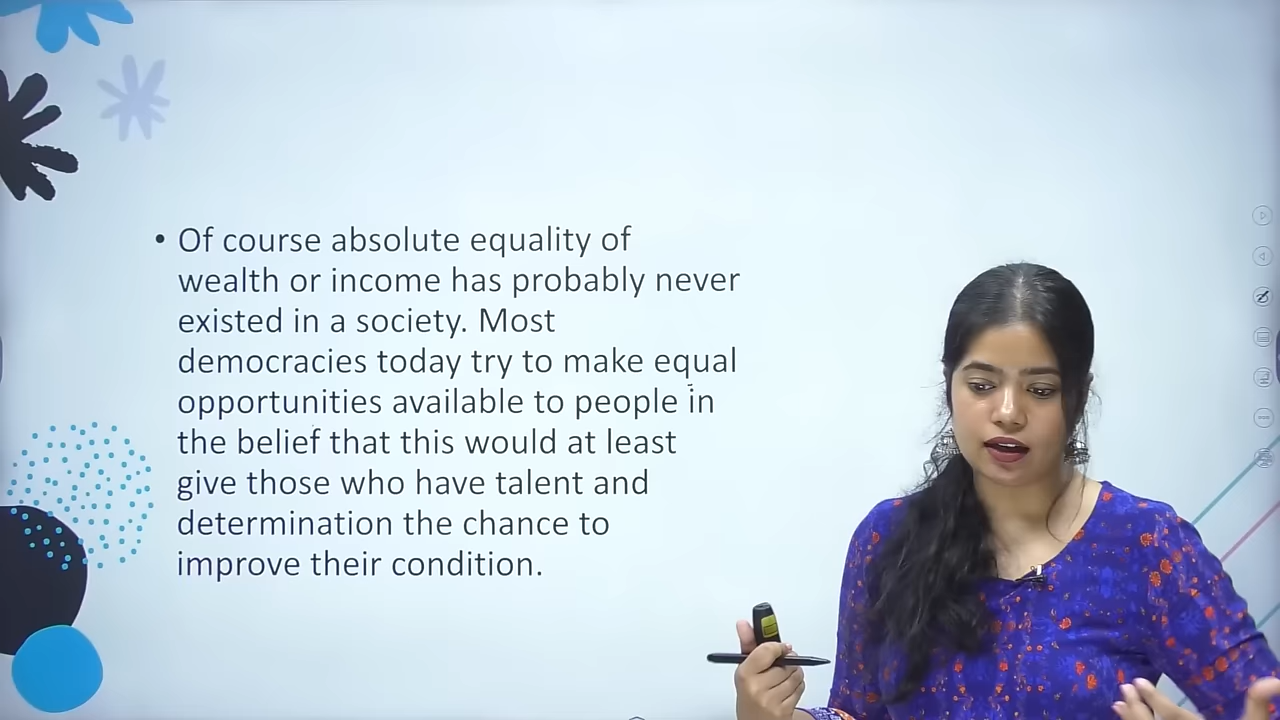 • Of course absolute equality of
wealth or income has probably never
existed in a society. Most
democracies today try to make equal
opportunities available to people in
the belief that this would at least
give those who have talent and
determination the chance to
improve their condition.